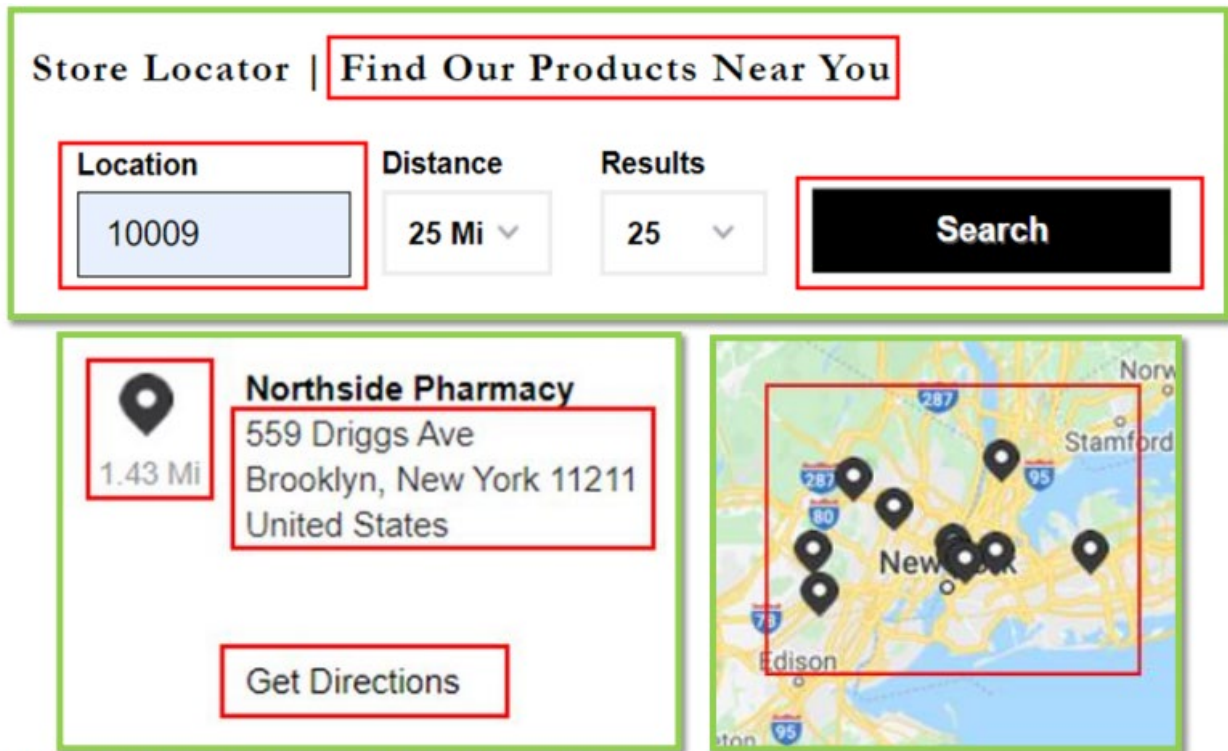 Store Locator | Find Our Products Near You
Location
Distance
Results
10009
25 Mi
25
Search
Northside Pharmacy
1.43 Mi
559 Driggs Ave
Brooklyn, New York 11211
United States
Get Directions
Norw
287
Stamford
287
95
80
New
78
Edison
95
eton